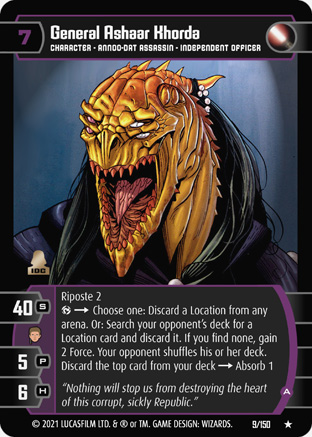 7
General Ashaar Khorda
CHARACTER • ANNOO-DAT ASSASSIN • INDEPENDENT OFFICER
IDC
40 S
5 P
6 H
Riposte 2
→ Choose one: Discard a Location from any
arena. Or: Search your opponent's deck for a
Location card and discard it. If you find none, gain
2 Force. Your opponent shuffles his or her deck.
Discard the top card from your deck → Absorb 1
"Nothing will stop us from destroying the heart
of this corrupt, sickly Republic."
A
© 2021 LUCASFILM LTD. & ® OR TM. GAME DESIGN: WIZARDS.
9/150 ★